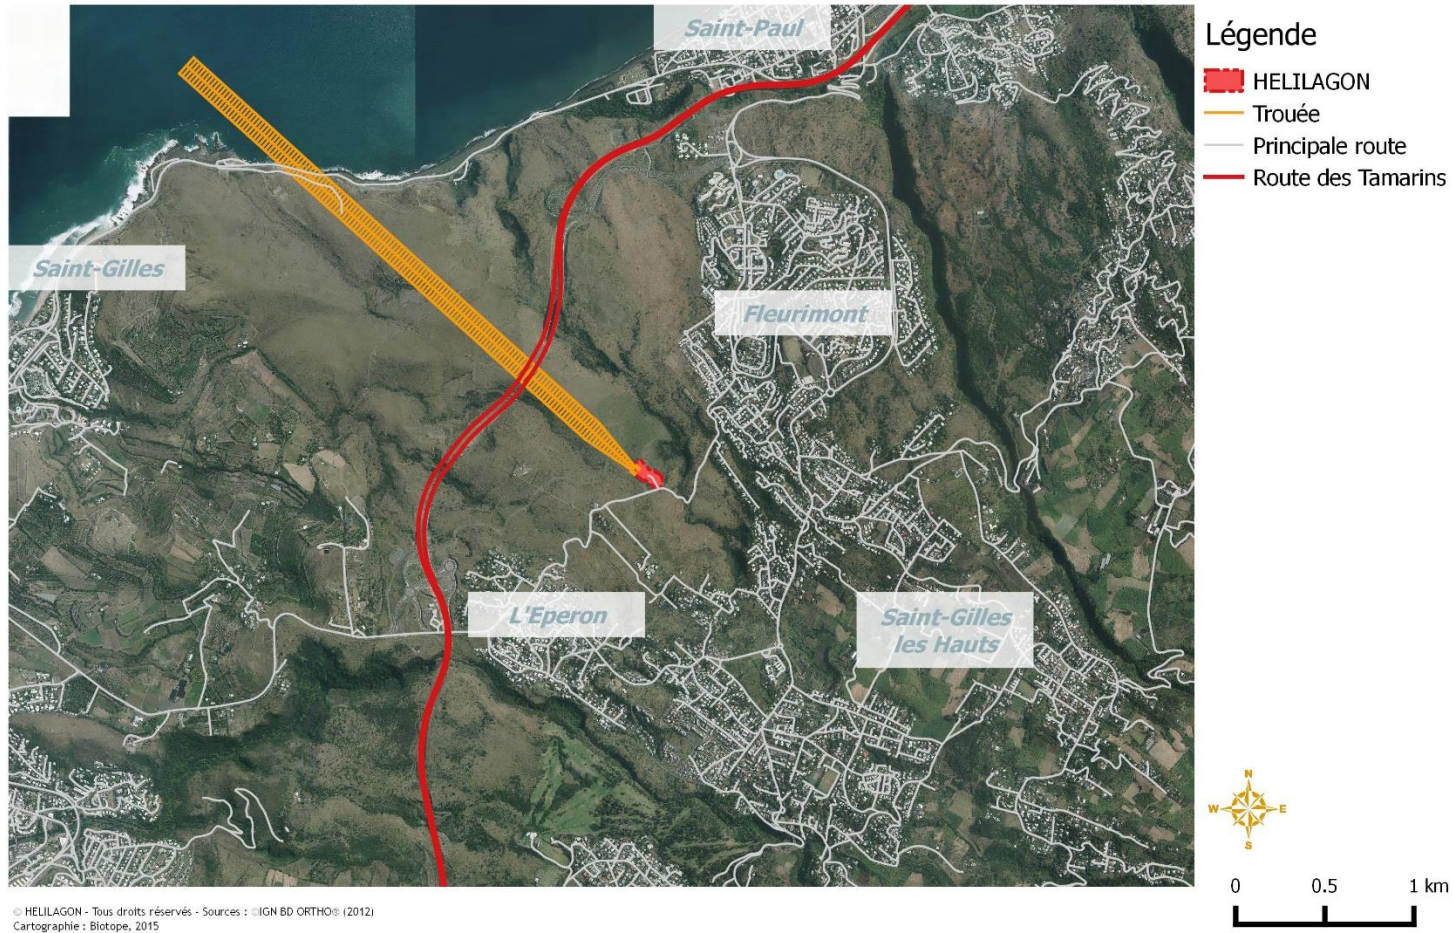 Saint-Paul
Saint-Gilles
Fleurimont
L'Eperon
Saint-Gilles
les Hauts
Légende
HELILAGON
Trouée
Principale route
Route des Tamarins
N
W
E
S
0 0.5 1 km
© HELILAGON - Tous droits réservés - Sources : ©IGN BD ORTHO® (2012)
Cartographie : Biotope, 2015